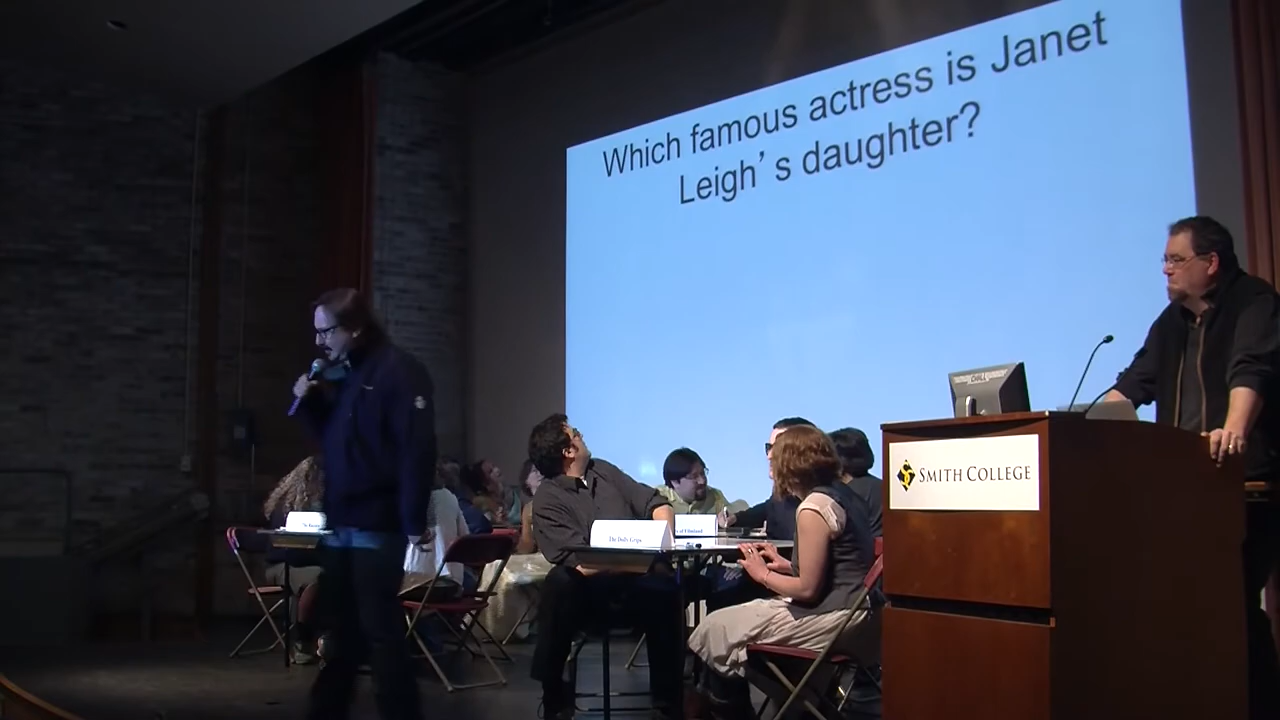 Which famous actress is Janet
Leigh’s daughter?
SMITH COLLEGE
DELL
The Dolly Grips